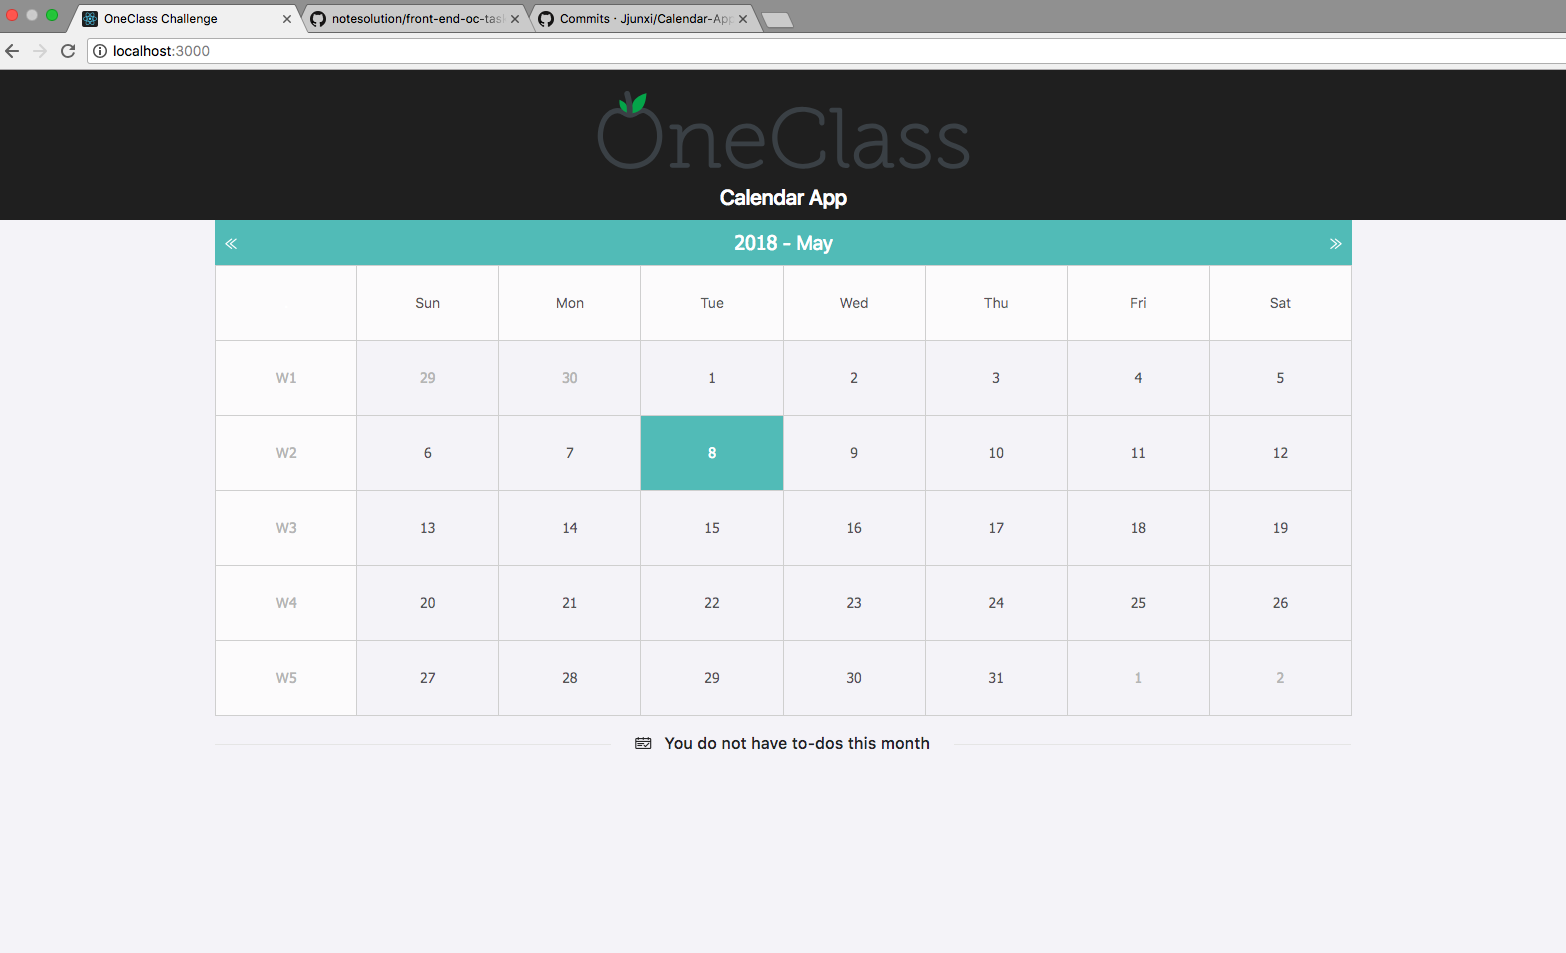 OneClass Challenge
notesolution/front-end-oc-tas
Commits · Jjunxi/Calendar-App
localhost:3000
OneClass
Calendar App
« 2018 - May »
Sun Mon Tue Wed Thu Fri Sat
W1 29 30 1 2 3 4 5
W2 6 7 8 9 10 11 12
W3 13 14 15 16 17 18 19
W4 20 21 22 23 24 25 26
W5 27 28 29 30 31 1 2
You do not have to-dos this month